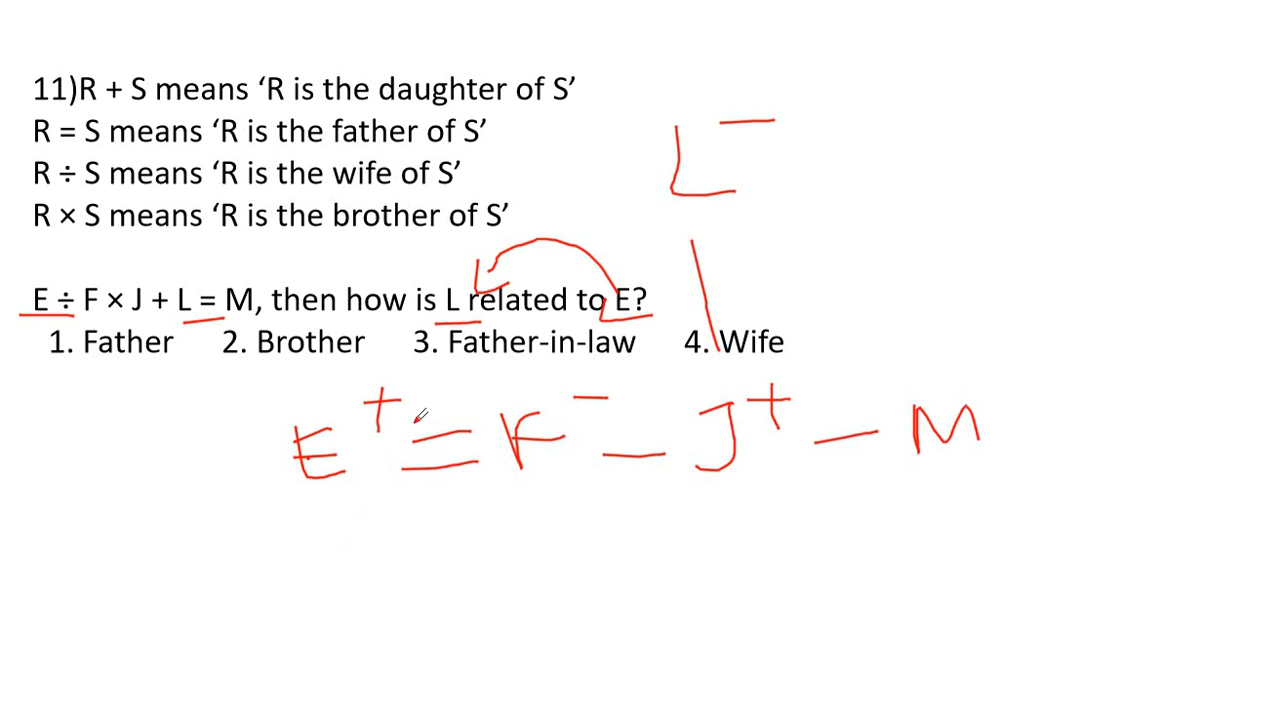 11)R + S means ‘R is the daughter of S’
R = S means ‘R is the father of S’
R ÷ S means ‘R is the wife of S’
R × S means ‘R is the brother of S’
E ÷ F × J + L = M, then how is L related to E?
1. Father 2. Brother 3. Father-in-law 4. Wife
L −
E + = F − — J + — M